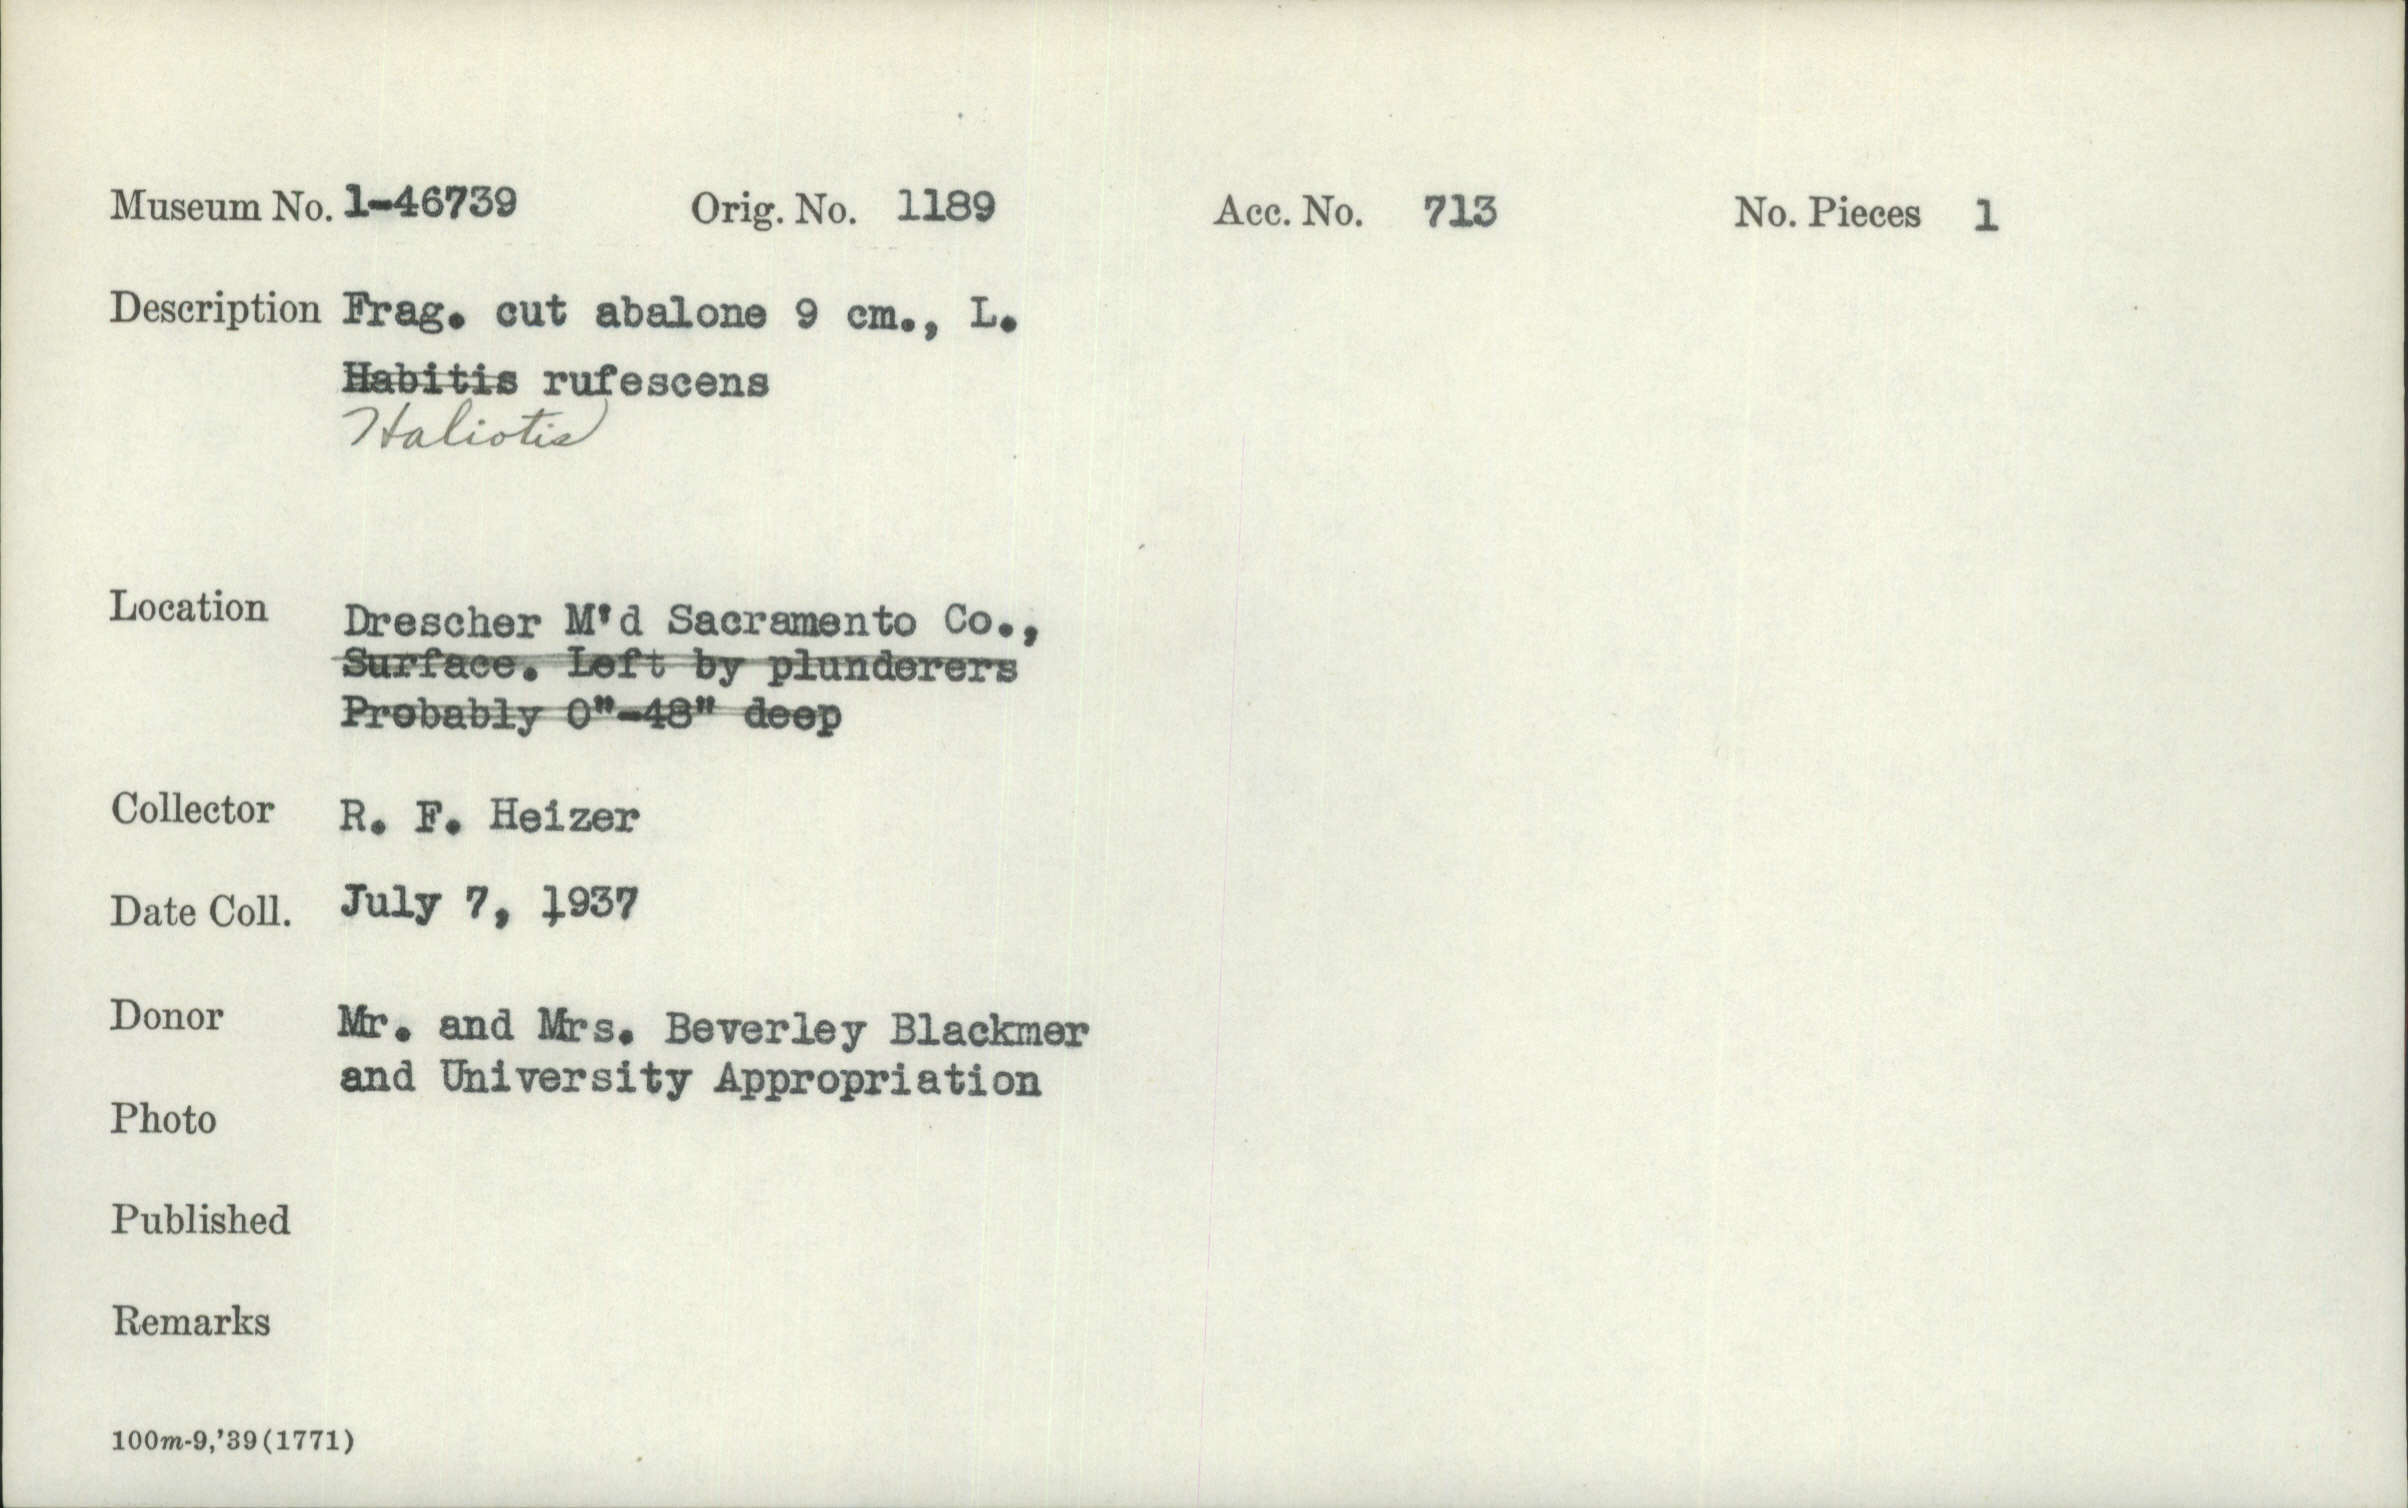 Museum No. 1-46739 Orig. No. 1189 Acc. No. 713 No. Pieces 1
Description Frag. cut abalone 9 cm., L.
Habitis rufescens
Haliotis
Location Drescher M'd Sacramento Co.,
Surface. Left by plunderers
Probably 0"-48" deep
Collector R. F. Heizer
Date Coll. July 7, 1937
Donor Mr. and Mrs. Beverley Blackmer
and University Appropriation
Photo
Published
Remarks
100m-9,'39(1771)